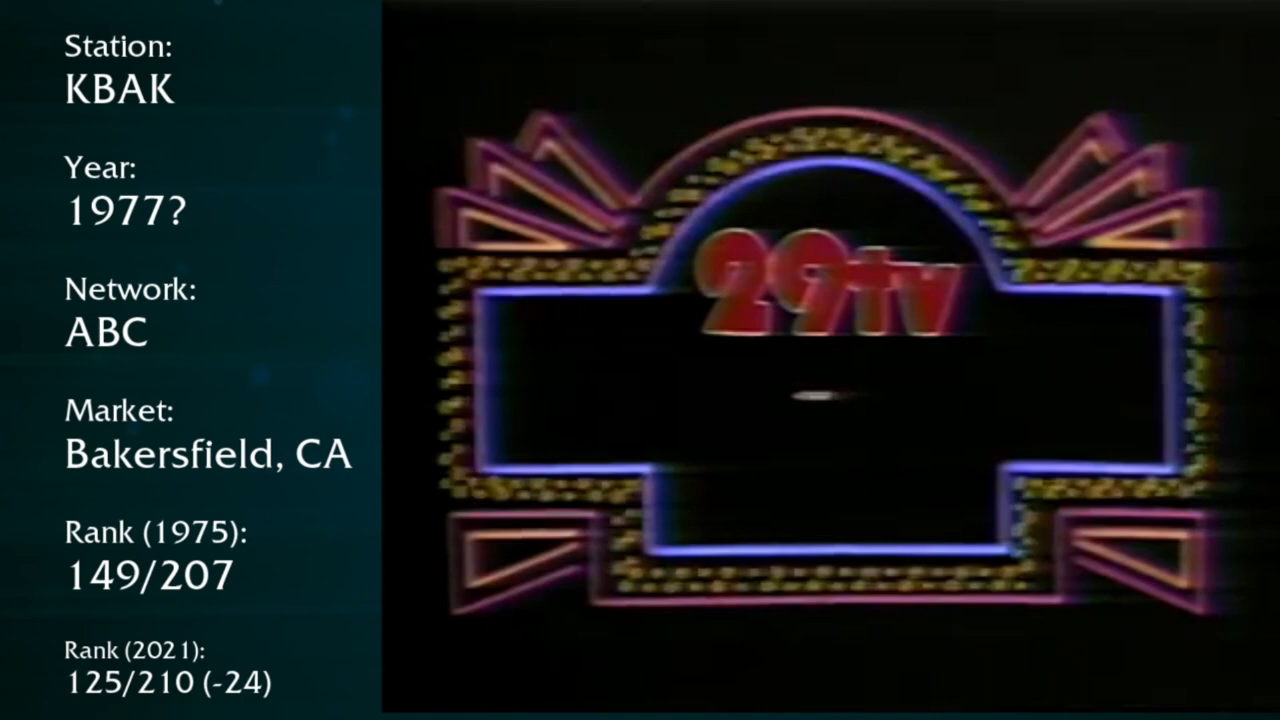 Station:
KBAK
Year:
1977?
Network:
ABC
Market:
Bakersfield, CA
Rank (1975):
149/207
Rank (2021):
125/210 (-24)
29tv